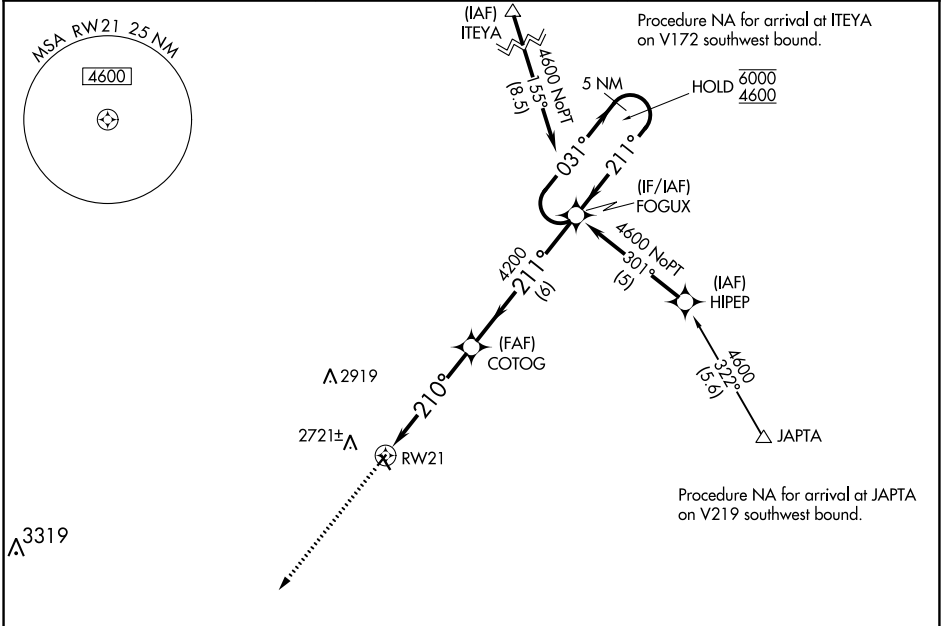 MSA RW21 25 NM
4600
(IAF)
ITEYA
Procedure NA for arrival at ITEYA
on V172 southwest bound.
4600 NoPT
155°
(8.5)
5 NM
HOLD 6000
4600
031°
211°
(IF/IAF)
FOGUX
4600 NoPT
301°
(5)
(IAF)
HIPEP
4200
211°
(6)
(FAF)
COTOG
4600
322°
(5.6)
2919
210°
2721±
RW21
JAPTA
Procedure NA for arrival at JAPTA
on V219 southwest bound.
3319